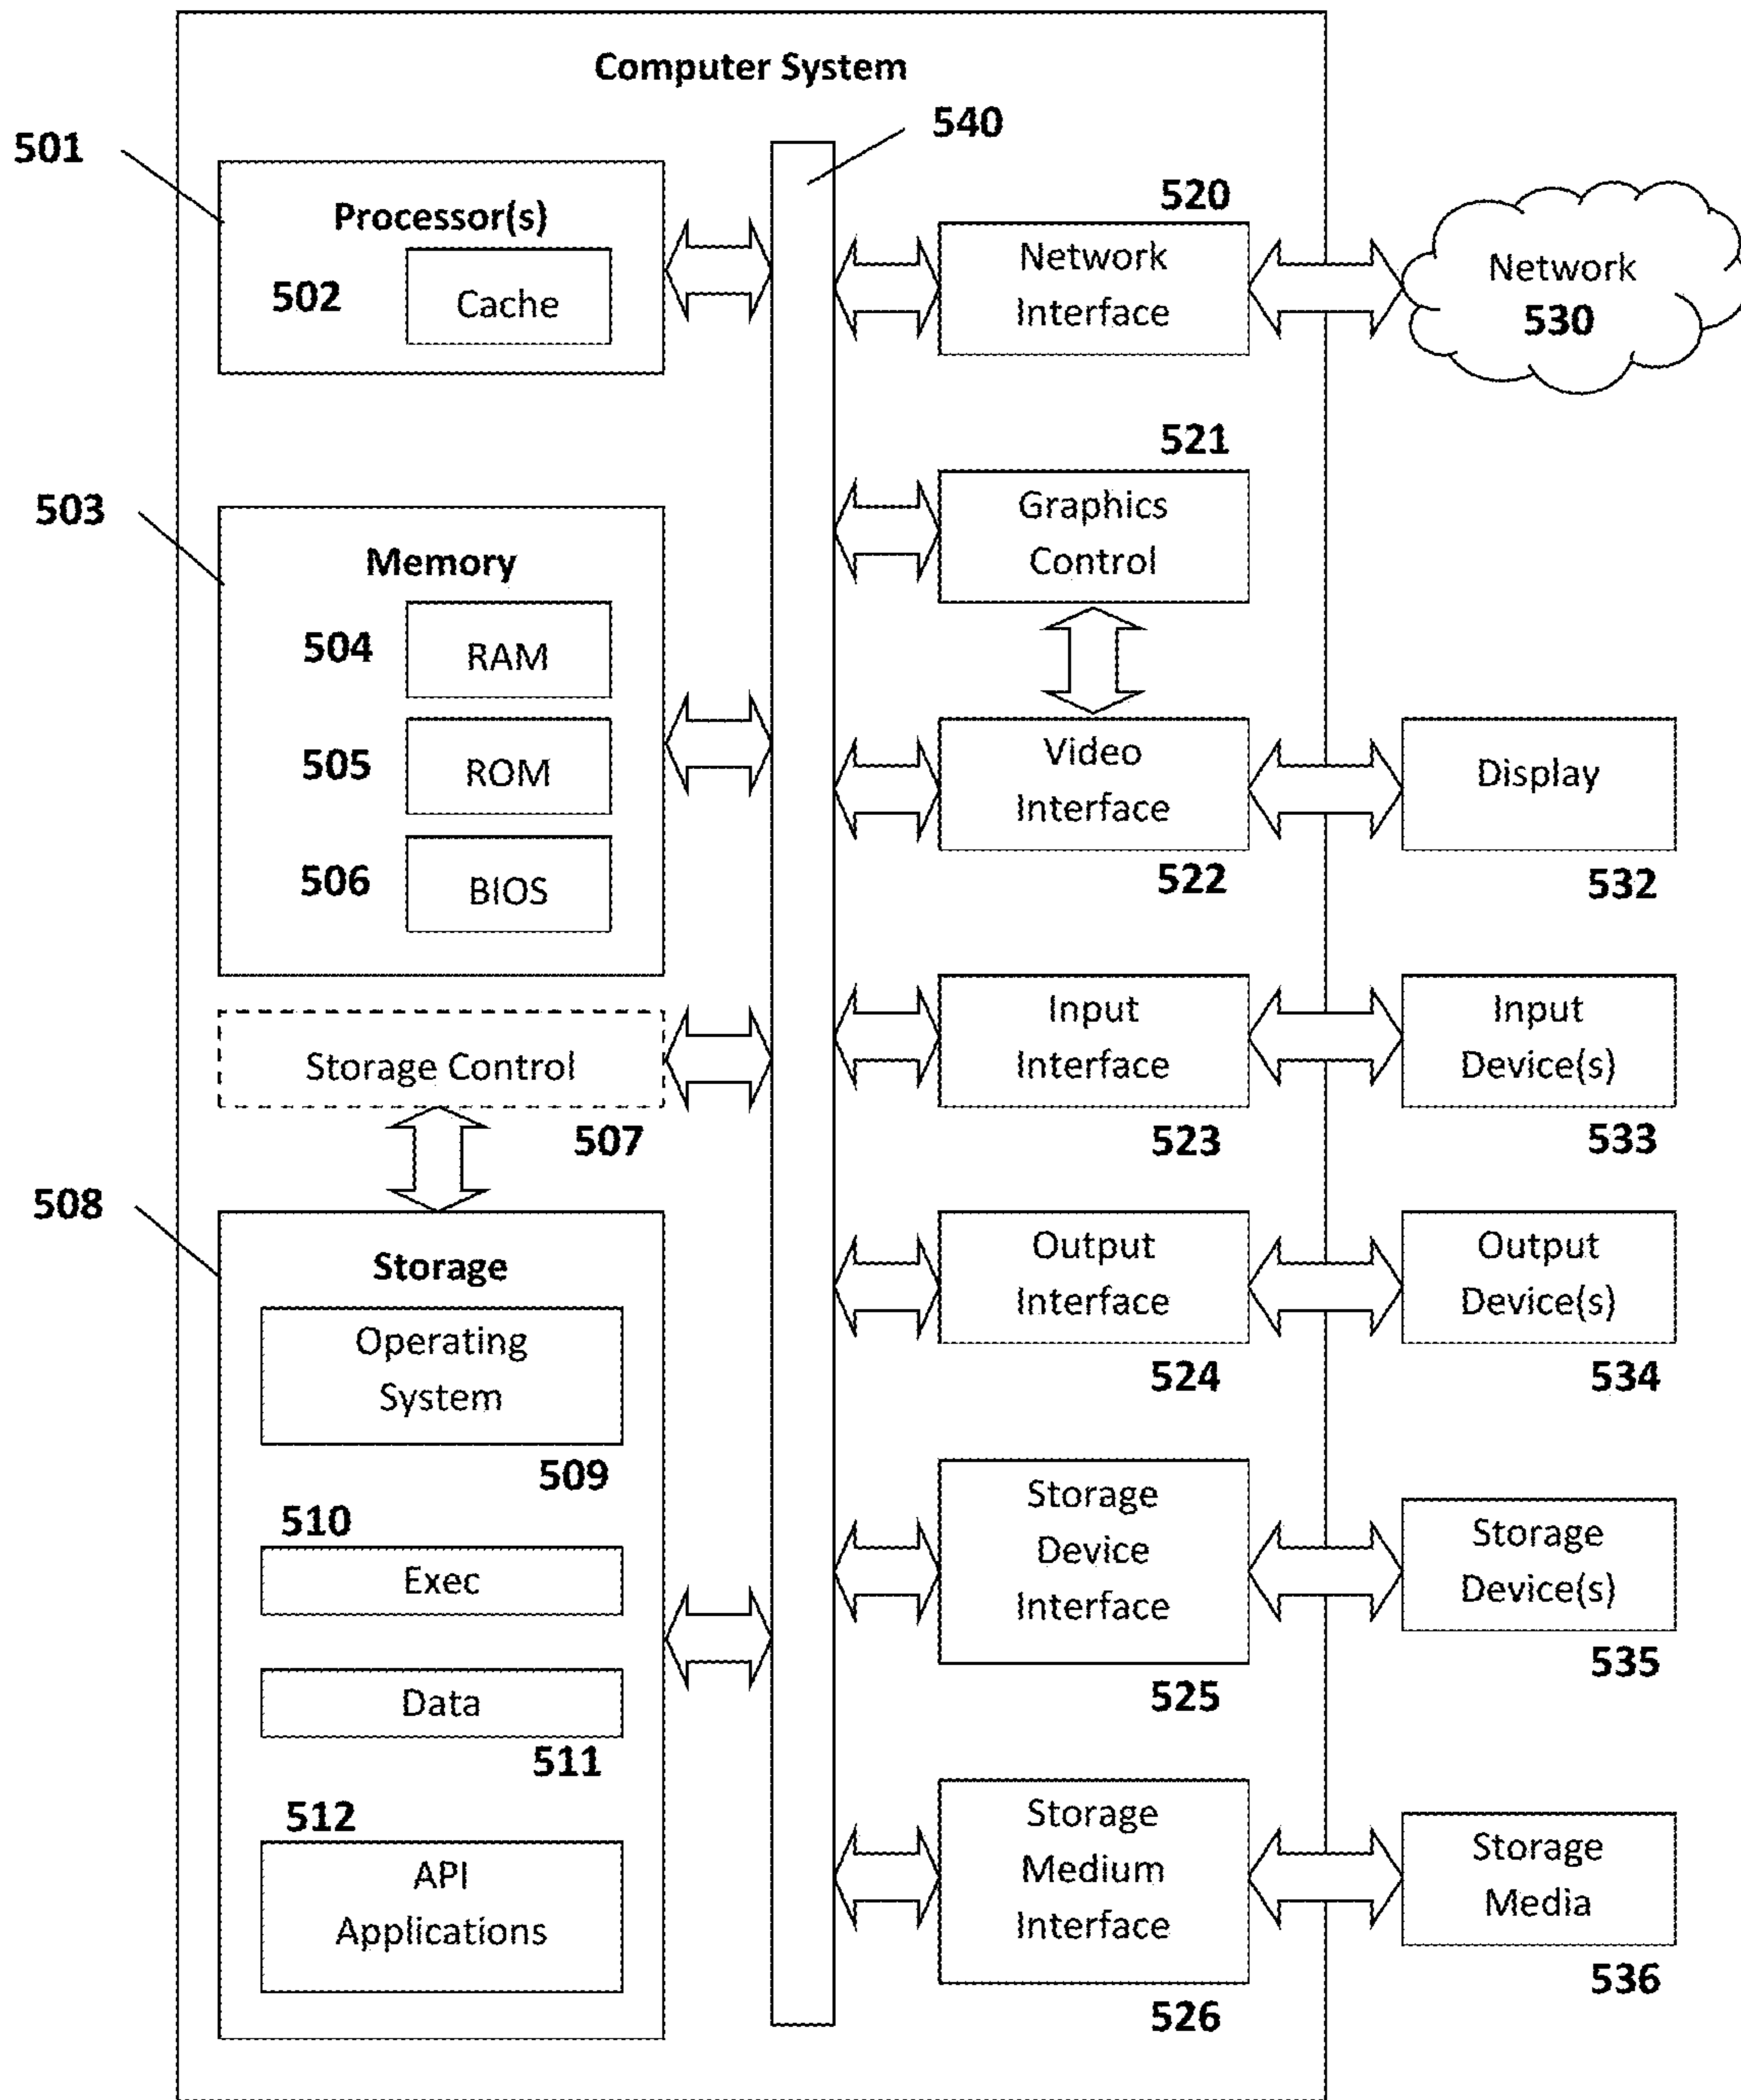 Computer System
540
501
Processor(s)
502
Cache
503
Memory
504
RAM
505
ROM
506
BIOS
Storage Control
507
508
Storage
Operating
System
509
510
Exec
Data
511
512
API
Applications
520
Network
Interface
Network
530
521
Graphics
Control
Video
Interface
522
Display
532
Input
Interface
523
Input
Device(s)
533
Output
Interface
524
Output
Device(s)
534
Storage
Device
Interface
525
Storage
Device(s)
535
Storage
Medium
Interface
526
Storage
Media
536